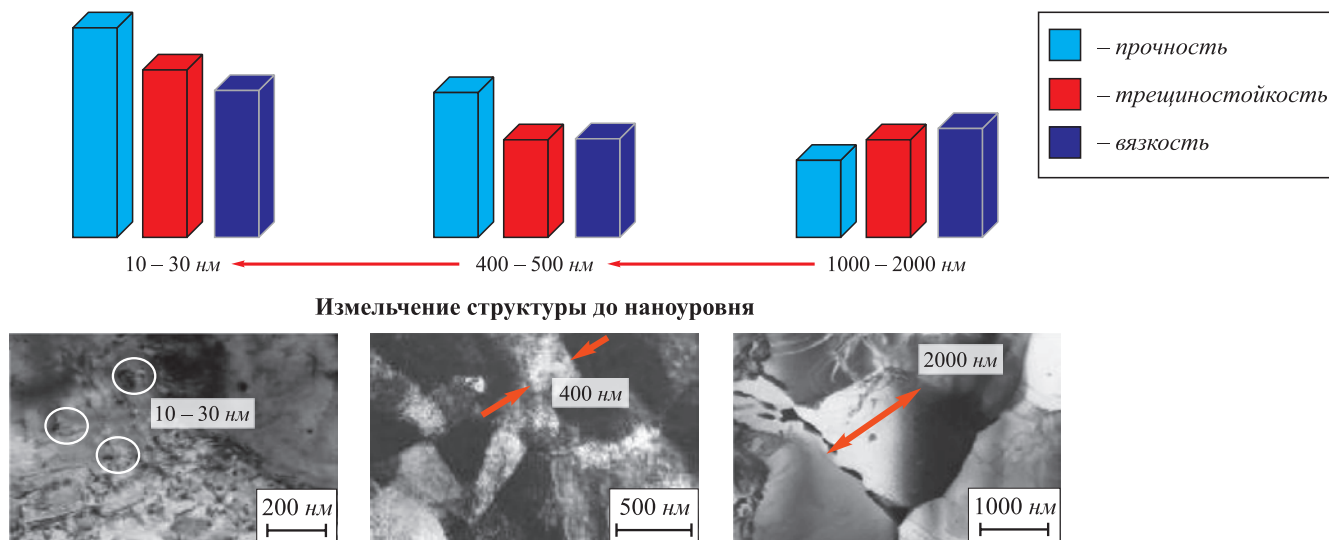 – прочность
– трещиностойкость
– вязкость
10 – 30 нм
400 – 500 нм
1000 – 2000 нм
Измельчение структуры до наноуровня
10 – 30 нм
400 нм
2000 нм
200 нм
500 нм
1000 нм